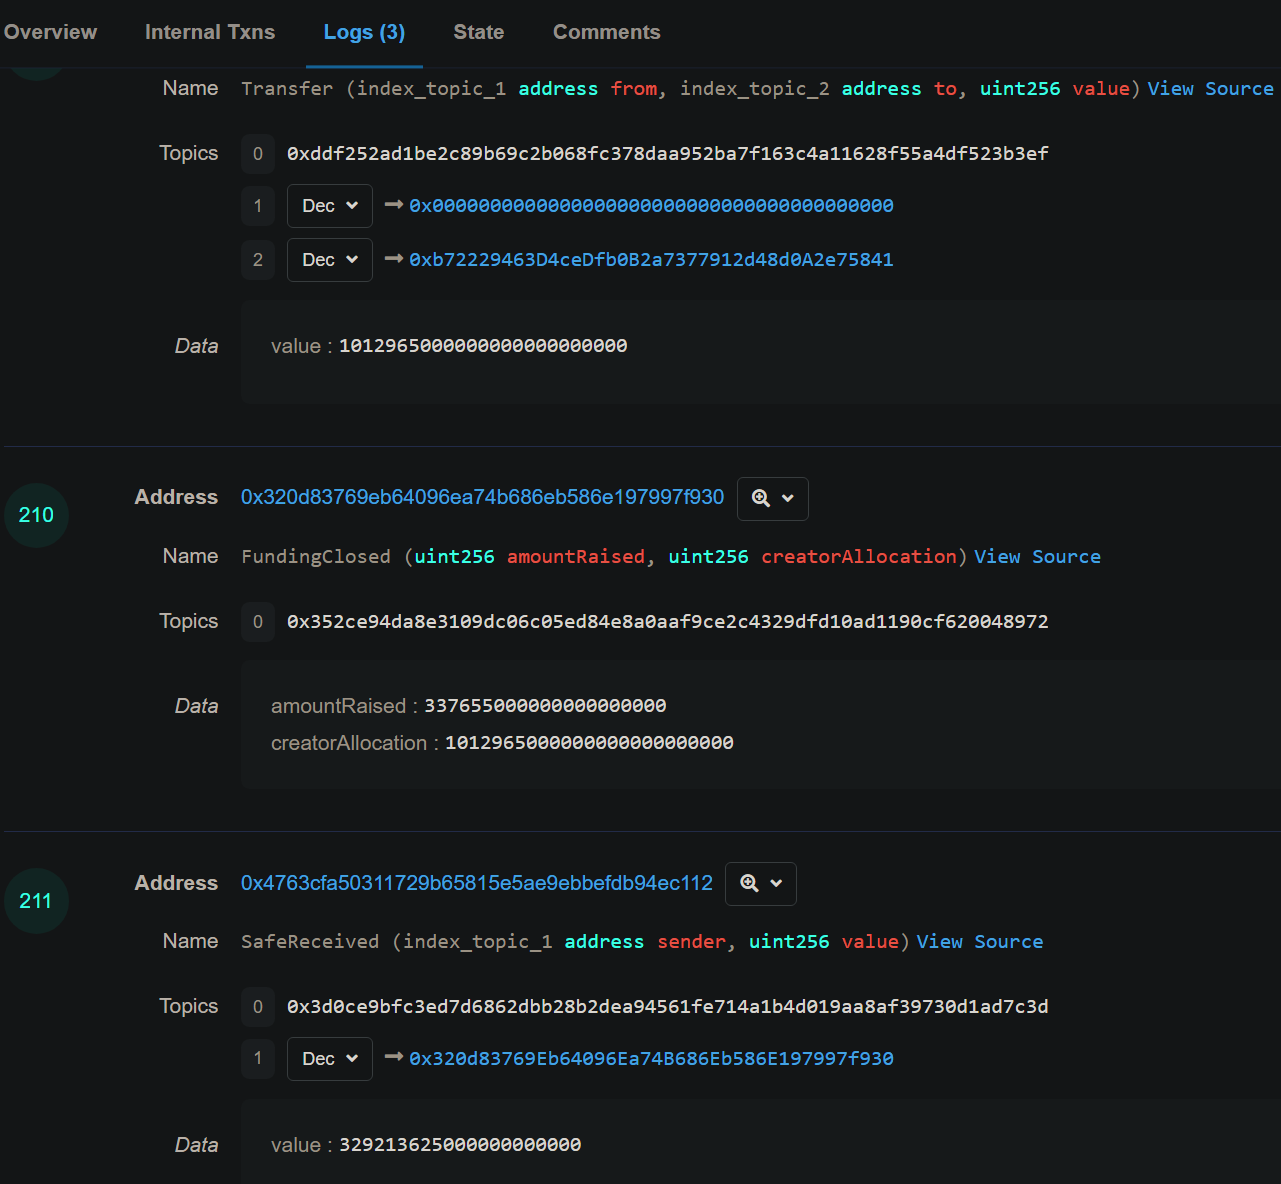 Overview Internal Txns Logs (3) State Comments
Name Transfer (index_topic_1 address from, index_topic_2 address to, uint256 value) View Source
Topics 0 0xddf252ad1be2c89b69c2b068fc378daa952ba7f163c4a11628f55a4df523b3ef
1 Dec → 0x0000000000000000000000000000000000000000
2 Dec → 0xb72229463D4ceDfb0B2a7377912d48d0A2e75841
Data value : 1012965000000000000000000
210 Address 0x320d83769eb64096ea74b686eb586e197997f930
Name FundingClosed (uint256 amountRaised, uint256 creatorAllocation) View Source
Topics 0 0x352ce94da8e3109dc06c05ed84e8a0aaf9ce2c4329dfd10ad1190cf620048972
Data amountRaised : 337655000000000000000
creatorAllocation : 1012965000000000000000000
211 Address 0x4763cfa50311729b65815e5ae9ebbefdb94ec112
Name SafeReceived (index_topic_1 address sender, uint256 value) View Source
Topics 0 0x3d0ce9bfc3ed7d6862dbb28b2dea94561fe714a1b4d019aa8af39730d1ad7c3d
1 Dec → 0x320d83769Eb64096Ea74B686Eb586E197997f930
Data value : 329213625000000000000